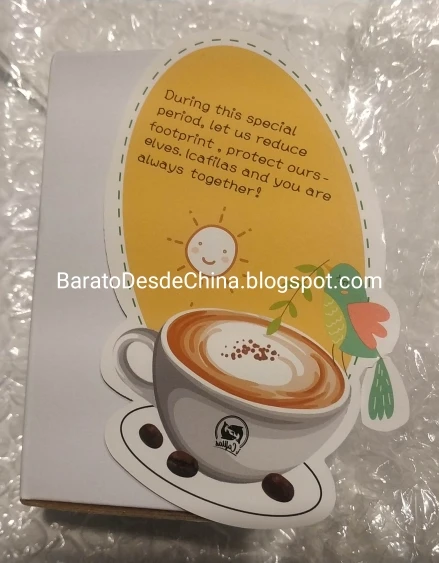 During this special
period, let us reduce
footprint , protect ours-
elves. Icafilas and you are
always together!
BaratoDesdeChina.blogspot.com